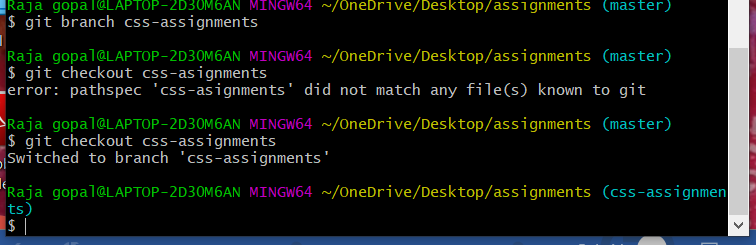 Raja gopal@LAPTOP-2D3OM6AN MINGW64 ~/OneDrive/Desktop/assignments (master)
$ git branch css-assignments
Raja gopal@LAPTOP-2D3OM6AN MINGW64 ~/OneDrive/Desktop/assignments (master)
$ git checkout css-asignments
error: pathspec 'css-asignments' did not match any file(s) known to git
Raja gopal@LAPTOP-2D3OM6AN MINGW64 ~/OneDrive/Desktop/assignments (master)
$ git checkout css-assignments
Switched to branch 'css-assignments'
Raja gopal@LAPTOP-2D3OM6AN MINGW64 ~/OneDrive/Desktop/assignments (css-assignmen
ts)
$